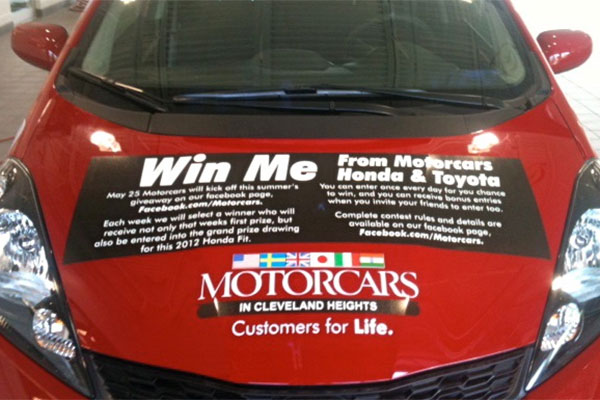 Win Me
From Motorcars
Honda & Toyota
May 25 Motorcars will kick off this summer's
giveaway on our facebook page,
Facebook.com/Motorcars.
Each week we will select a winner who will
receive not only that weeks first prize, but
also be entered into the grand prize drawing
for this 2012 Honda Fit.
You can enter once every day for you chance
to win, and you can receive bonus entries
when you invite your friends to enter too.
Complete contest rules and details are
available on our facebook page,
Facebook.com/Motorcars.
MOTORCARS
IN CLEVELAND HEIGHTS
Customers for Life.